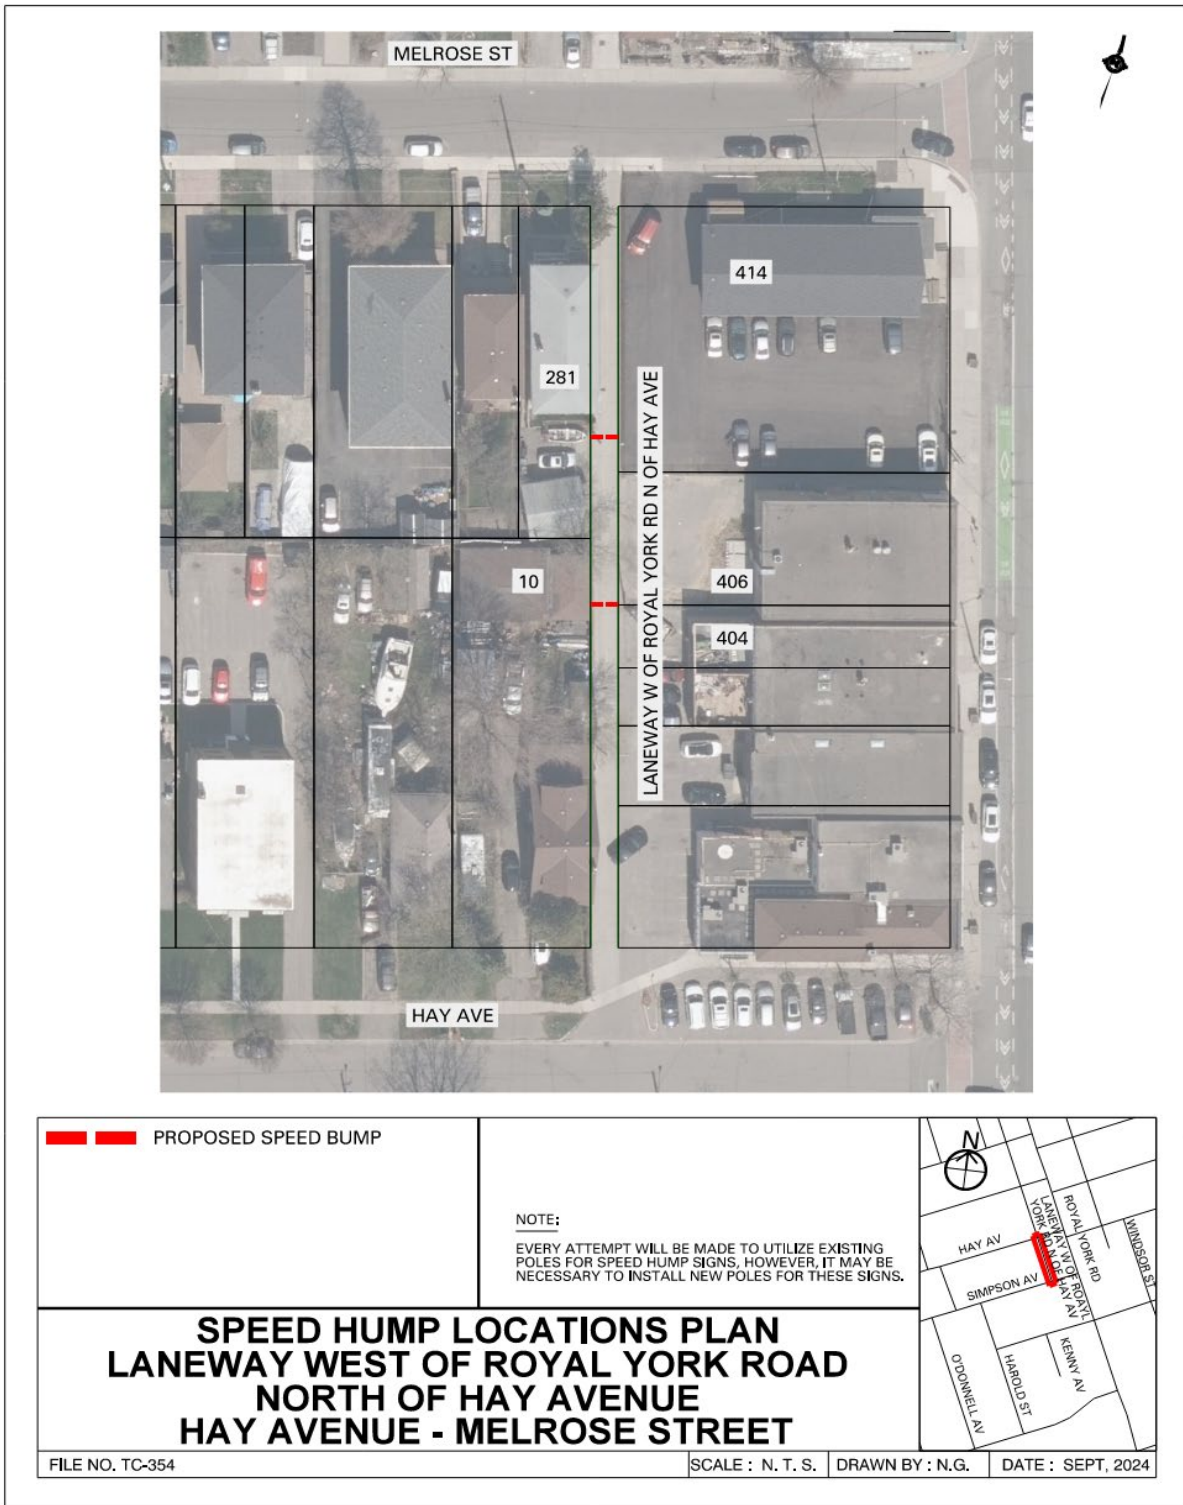 MELROSE ST
414
281
LANEWAY W OF ROYAL YORK RD N OF HAY AVE
10
406
404
HAY AVE
PROPOSED SPEED BUMP
NOTE:
EVERY ATTEMPT WILL BE MADE TO UTILIZE EXISTING
POLES FOR SPEED HUMP SIGNS, HOWEVER, IT MAY BE
NECESSARY TO INSTALL NEW POLES FOR THESE SIGNS.
N
HAY AV
SIMPSON AV
LANEWAY W OF ROAYL
YORK RD N OF HAY AV
ROYAL YORK RD
WINDSOR ST
KENNY AV
HAROLD ST
O'DONNELL AV
SPEED HUMP LOCATIONS PLAN
LANEWAY WEST OF ROYAL YORK ROAD
NORTH OF HAY AVENUE
HAY AVENUE - MELROSE STREET
FILE NO. TC-354
SCALE : N. T. S.
DRAWN BY : N.G.
DATE : SEPT, 2024